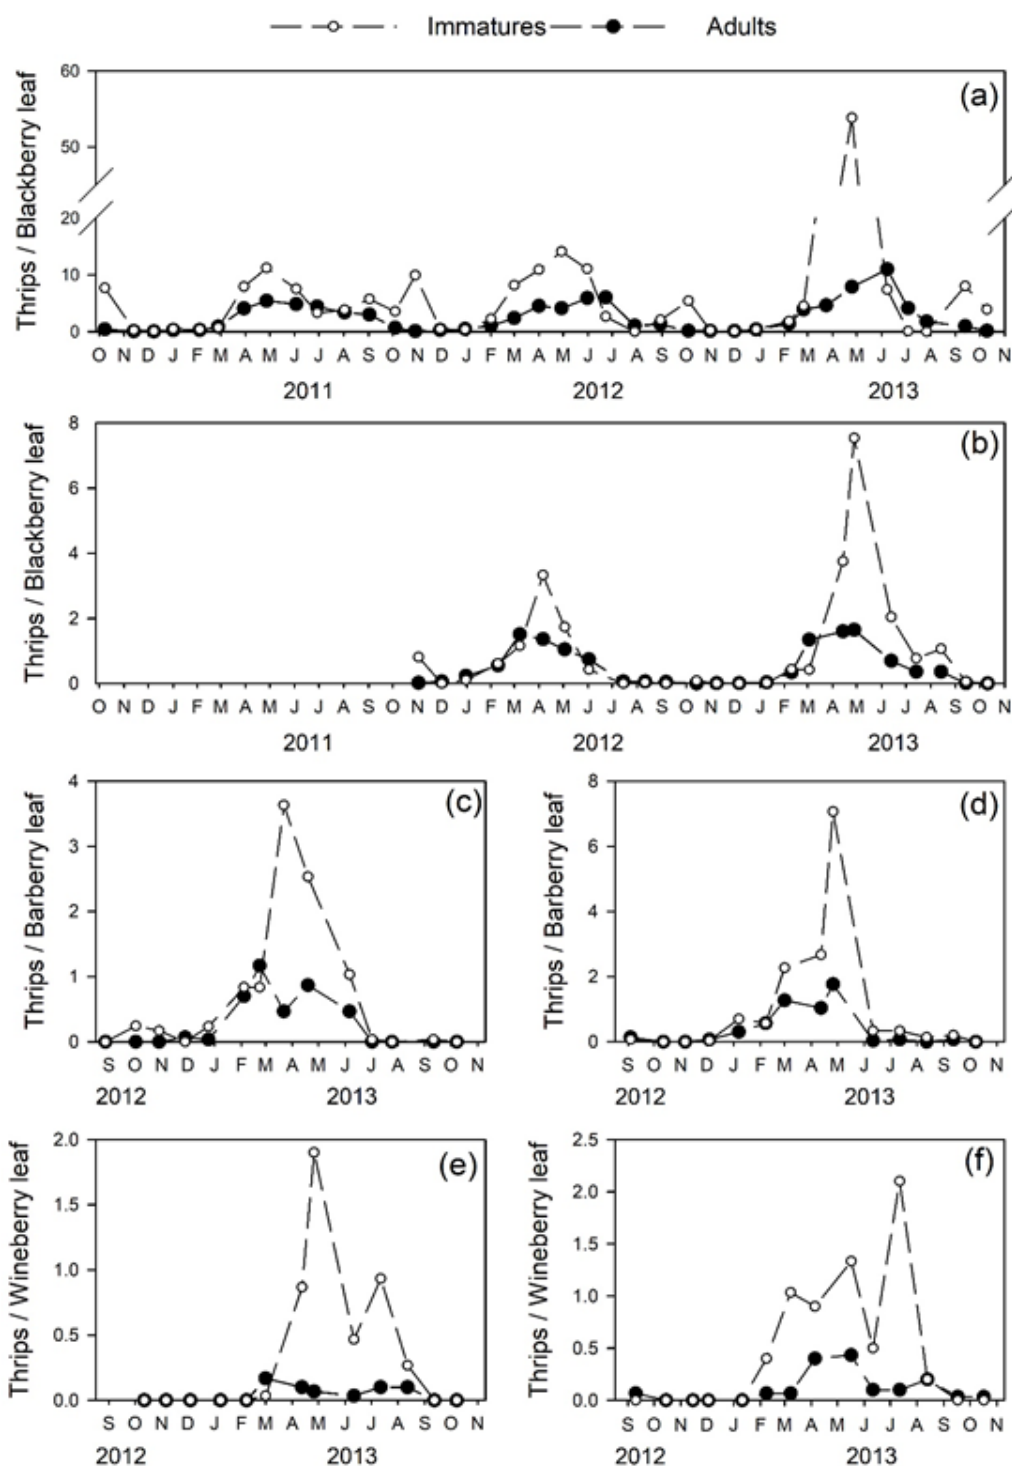 Immatures Adults
(a)
Thrips / Blackberry leaf
60
50
20
10
0
O N D J F M A M J J A S O N D J F M A M J J A S O N D J F M A M J J A S O N
2011 2012 2013
(b)
Thrips / Blackberry leaf
8
6
4
2
0
O N D J F M A M J J A S O N D J F M A M J J A S O N D J F M A M J J A S O N
2011 2012 2013
(c)
Thrips / Barberry leaf
4
3
2
1
0
S O N D J F M A M J J A S O N
2012 2013
(d)
Thrips / Barberry leaf
8
6
4
2
0
S O N D J F M A M J J A S O N
2012 2013
(e)
Thrips / Wineberry leaf
2.0
1.5
1.0
0.5
0.0
S O N D J F M A M J J A S O N
2012 2013
(f)
Thrips / Wineberry leaf
2.5
2.0
1.5
1.0
0.5
0.0
S O N D J F M A M J J A S O N
2012 2013